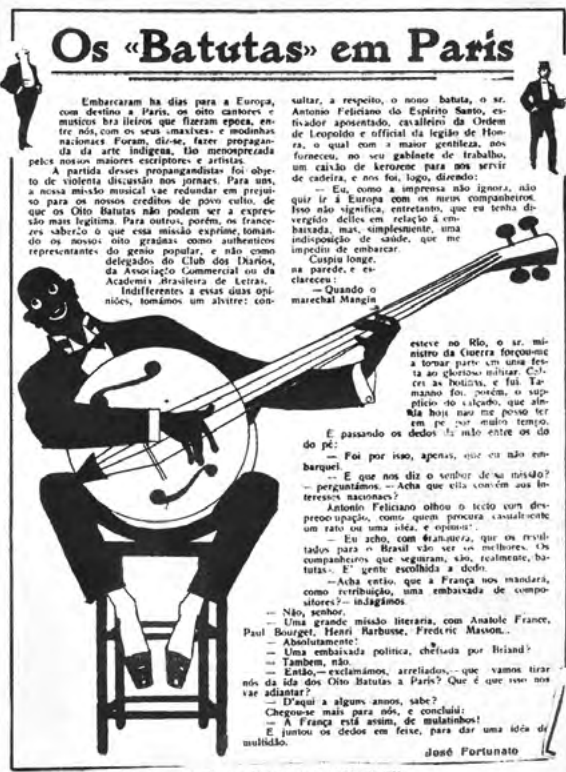 Os «Batutas» em Paris
Embarcaram ha dias para a Europa,
com destino a Paris, os oito cantores e
musicos brasileiros que fizeram epoca, en-
tre nós, com os seus «maxixes» e modinhas
nacionaes. Foram, diz-se, fazer propagan-
da da arte indigena, tão menosprezada
pelos nossos maiores escriptores e artistas.
A partida desses propangandistas foi obje-
to de violenta discussão nos jornaes. Para uns,
a nossa missão musical vae redundar em prejui-
so para os nossos creditos de povo culto, de
que os Oito Batutas não podem ser a expres-
são mais legitima. Para outros, porém, os france-
zes saberão o que essa missão exprime, toman-
do os nossos oito graúnas como authenticos
representantes do genio popular, e não como
delegados do Club dos Diarios,
da Associação Commercial ou da
Academia Brasileira de Letras.
Indifferentes a essas duas opi-
niões, tomámos um alvitre: con-
sultar, a respeito, o nono batuta, o sr.
Antonio Feliciano do Espirito Santo, es-
tivador aposentado, cavalleiro da Ordem
de Leopoldo e official da legião de Hon-
ra, o qual com a maior gentileza, nos
forneceu, no seu gabinete de trabalho,
um caixão de kerozene para nos servir
de cadeira, e nos foi, logo, dizendo:
— Eu, como a imprensa não ignora, não
quiz ir á Europa com os meus companheiros.
Isso não significa, entretanto, que eu tenha di-
vergido delles em relação á em-
baixada, mas, simplesmente, uma
indisposição de saúde, que me
impediu de embarcar.
Cuspiu longe,
na parede, e es-
clareceu:
— Quando o
marechal Mangin
esteve no Rio, o sr. mi-
nistro da Guerra forçou-me
a tomar parte em uma fes-
ta ao glorioso militar. Cal-
cei as botinas, e fui. Ta-
manho foi, porém, o sup-
plicio do calçado, que ain-
da hoje nau me posso ter
em pé por muito tempo.
E passando os dedos da mão entre os do
do pé:
— Foi por isso, apenas, que eu não em-
barquei.
— E que nos diz o senhor dessa missão?
— perguntámos. — Acha que ella convém aos in-
teresses nacionaes?
Antonio Feliciano olhou o tecto com des-
preocupação, como quem procura casualmente
um rato ou uma idéa, e opinou:
— Eu acho, com franqueza, que os resul-
tados para o Brasil vão ser os melhores. Os
companheiros que seguiram, são, realmente, ba-
tutas. E' gente escolhida a dedo.
— Acha então, que a França nos mandará,
como retribuição, uma embaixada de compo-
sitores? — indagámos.
— Não, senhor.
— Uma grande missão literaria, com Anatole France,
Paul Bourget, Henri Barbusse, Frederic Masson...
— Absolutamente!
— Uma embaixada politica, chefiada por Briand?
— Tambem, não.
— Então, — exclamámos, arreliados, — que vamos tirar
nós da ida dos Oito Batutas a Paris? Que é que isso nos
vae adiantar?
— D'aqui a alguns annos, sabe?
Chegou-se mais para nós, e concluiu:
— A França está assim, de mulatinhos!
E juntou os dedos em feixe, para dar uma idéa de
multidão.
José Fortunato